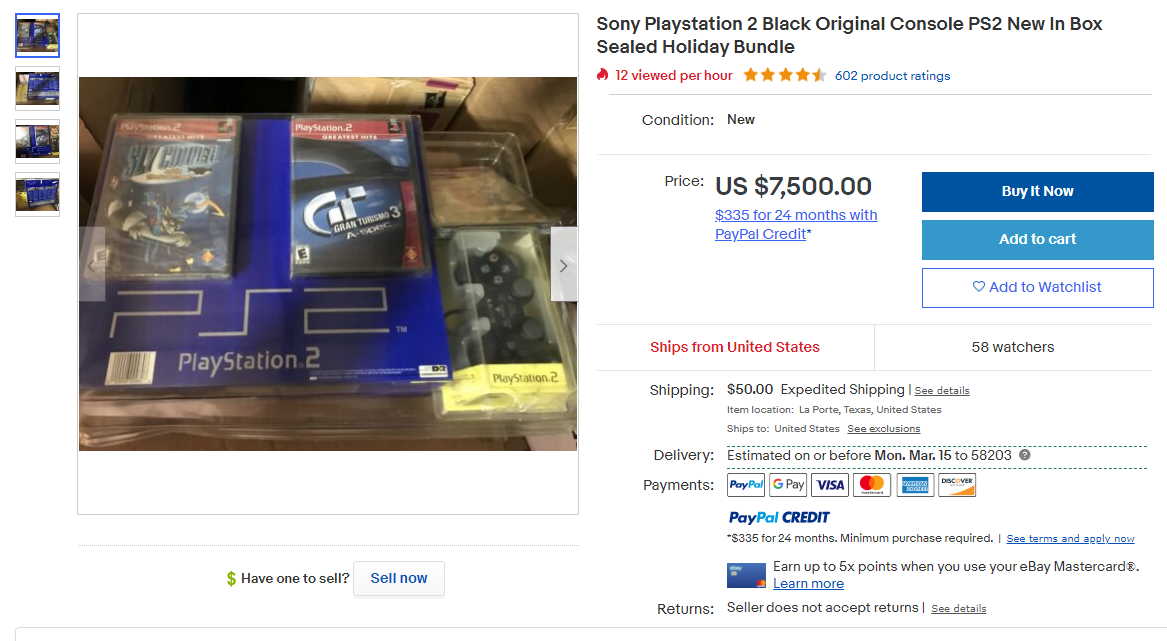 Sony Playstation 2 Black Original Console PS2 New In Box
Sealed Holiday Bundle
12 viewed per hour
602 product ratings
Condition: New
Price: US $7,500.00
$335 for 24 months with
PayPal Credit*
Buy It Now
Add to cart
Add to Watchlist
Ships from United States
58 watchers
Shipping: $50.00 Expedited Shipping | See details
Item location: La Porte, Texas, United States
Ships to: United States See exclusions
Delivery: Estimated on or before Mon. Mar. 15 to 58203
Payments: PayPal G Pay VISA mastercard AMERICAN EXPRESS DISCOVER
PayPal CREDIT
*$335 for 24 months. Minimum purchase required. | See terms and apply now
ebay
Earn up to 5x points when you use your eBay Mastercard®.
Learn more
Returns: Seller does not accept returns | See details
PlayStation.2
GREATEST HITS
SLY COOPER
E
PlayStation.2
GREATEST HITS
GT
GRAN TURISMO 3
A-spec
E
PS2 TM
PlayStation.2
PlayStation.2
$ Have one to sell? Sell now